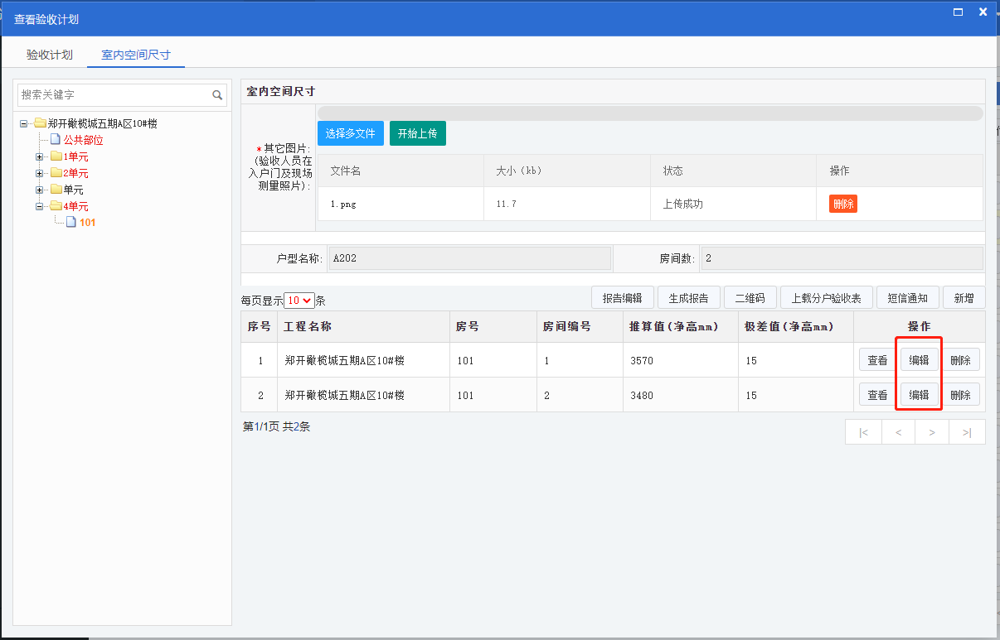 查看验收计划
验收计划
室内空间尺寸
搜索关键字
郑开橄榄城五期A区10#楼
公共部位
1单元
2单元
单元
4单元
101
室内空间尺寸
*其它图片:
(验收人员在
入户门及现场
测量照片):
选择多文件 开始上传
文件名 大小（kb） 状态 操作
1.png 11.7 上传成功 删除
户型名称: A202 房间数: 2
每页显示 10 条 报告编辑 生成报告 二维码 上载分户验收表 短信通知 新增
序号 工程名称 房号 房间编号 推算值(净高mm) 极差值(净高mm) 操作
1 郑开橄榄城五期A区10#楼 101 1 3570 15 查看 编辑 删除
2 郑开橄榄城五期A区10#楼 101 2 3480 15 查看 编辑 删除
第1/1页 共2条
|< < > >|